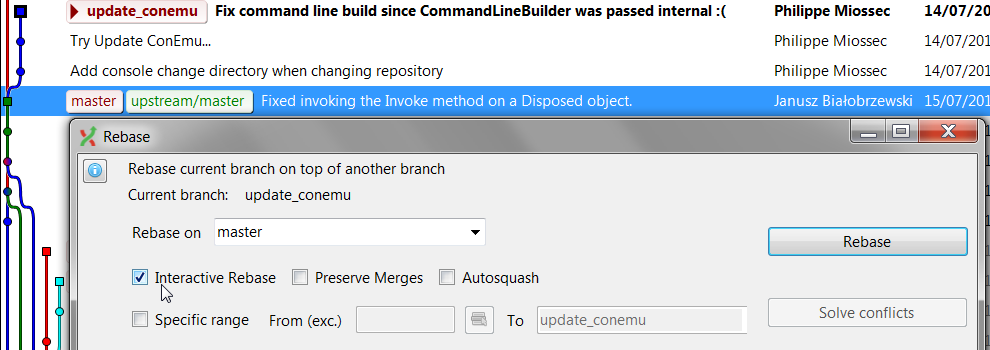 update_conemu Fix command line build since CommandLineBuilder was passed internal :( Philippe Miossec 14/07/20
Try Update ConEmu... Philippe Miossec 14/07/201
Add console change directory when changing repository Philippe Miossec 14/07/201
master upstream/master Fixed invoking the Invoke method on a Disposed object. Janusz Białobrzewski 15/07/201
Rebase
Rebase current branch on top of another branch
Current branch: update_conemu
Rebase on master
Rebase
Interactive Rebase Preserve Merges Autosquash
Specific range From (exc.) To update_conemu
Solve conflicts